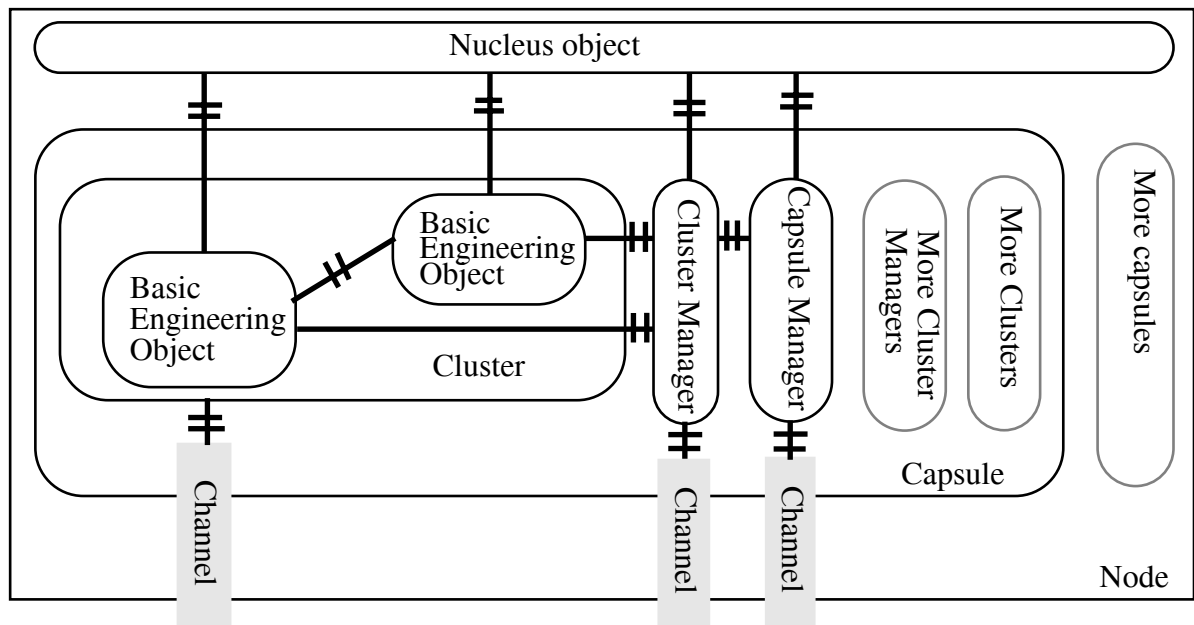 Nucleus object
Basic
Engineering
Object
Basic
Engineering
Object
Cluster
Cluster Manager
Capsule Manager
More Cluster
Managers
More Clusters
More capsules
Capsule
Channel
Channel
Channel
Node